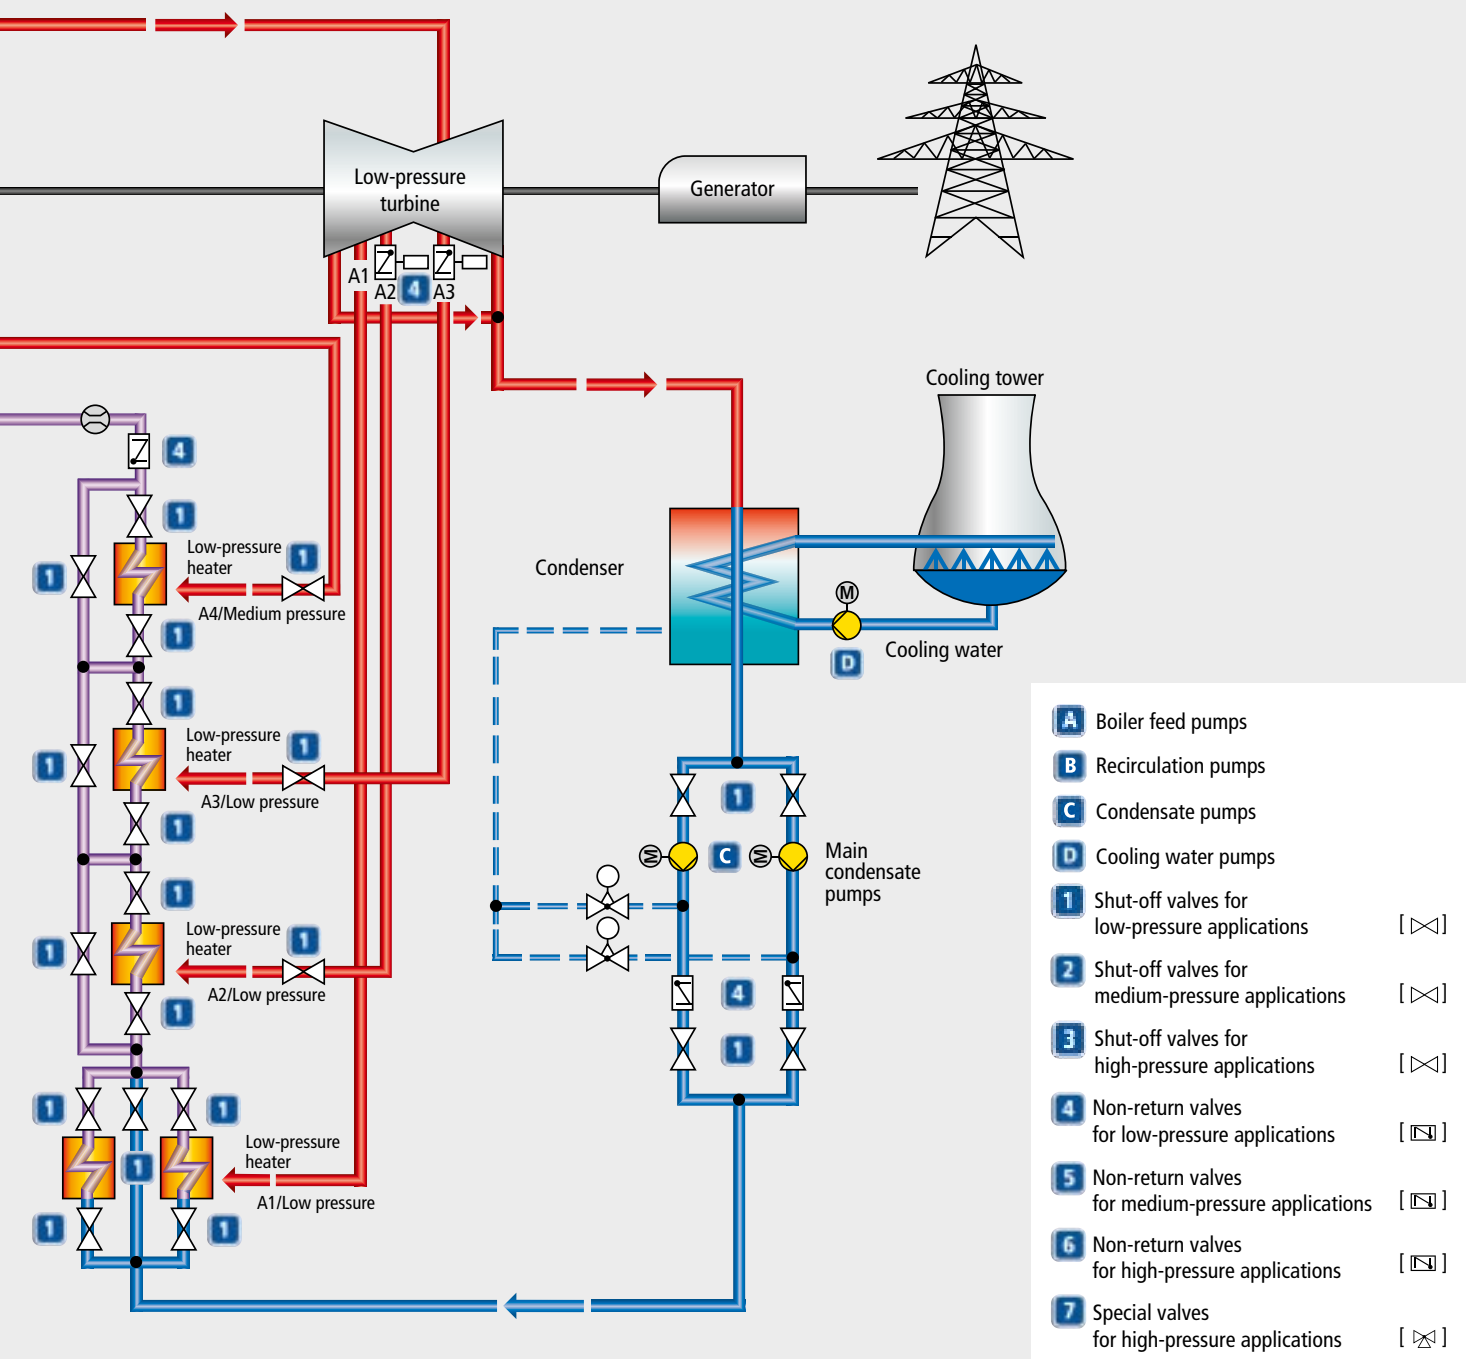 Low-pressure
turbine
Generator
A1
A2
4
A3
Cooling tower
4
1
Low-pressure
heater
1
1
A4/Medium pressure
1
Condenser
M
D
Cooling water
1
Low-pressure
heater
1
1
A3/Low pressure
1
1
M
C
M
Main
condensate
pumps
1
Low-pressure
heater
1
1
A2/Low pressure
1
4
1
1
1
Low-pressure
heater
1
A1/Low pressure
1
1
A Boiler feed pumps
B Recirculation pumps
C Condensate pumps
D Cooling water pumps
1 Shut-off valves for
low-pressure applications [ ]
2 Shut-off valves for
medium-pressure applications [ ]
3 Shut-off valves for
high-pressure applications [ ]
4 Non-return valves
for low-pressure applications [ ]
5 Non-return valves
for medium-pressure applications [ ]
6 Non-return valves
for high-pressure applications [ ]
7 Special valves
for high-pressure applications [ ]